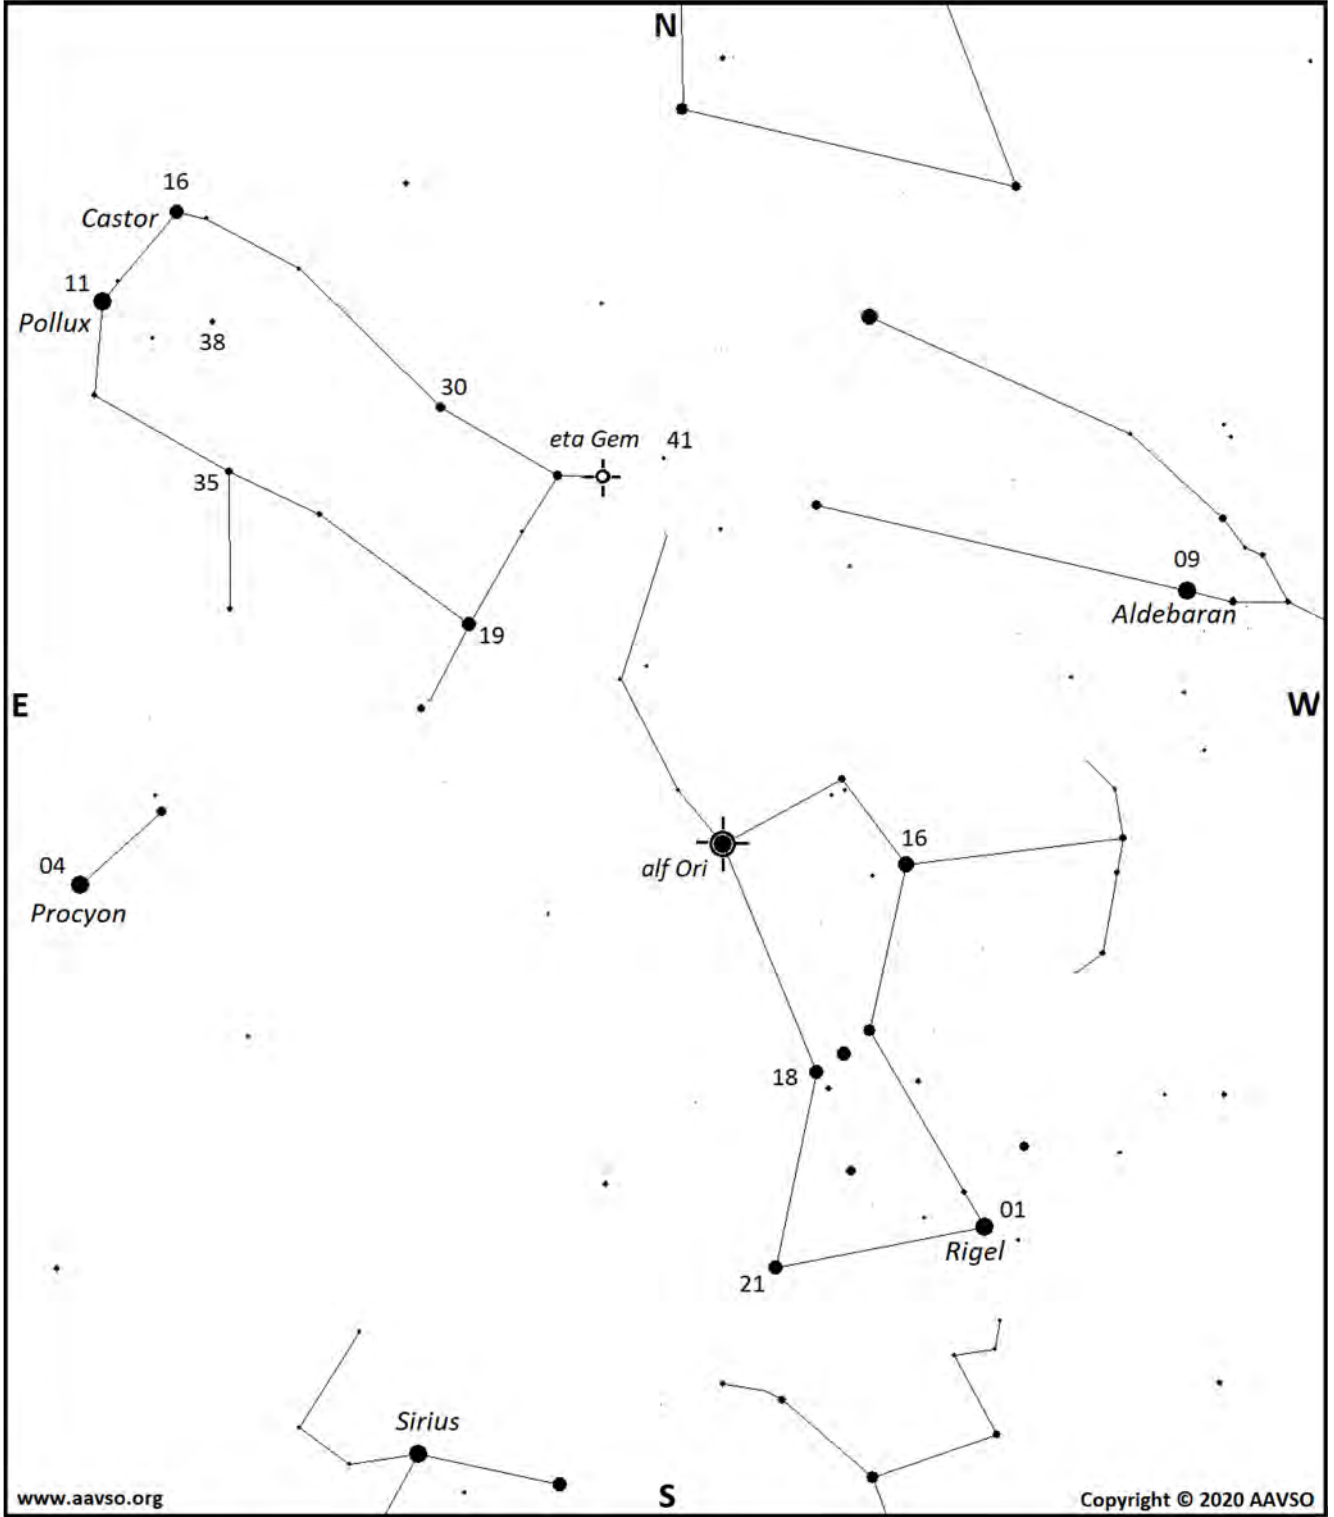 N
16
Castor
11
Pollux
38
30
eta Gem 41
35
09
Aldebaran
19
E
W
16
04
alf Ori
Procyon
18
01
Rigel
21
Sirius
www.aavso.org
S
Copyright © 2020 AAVSO